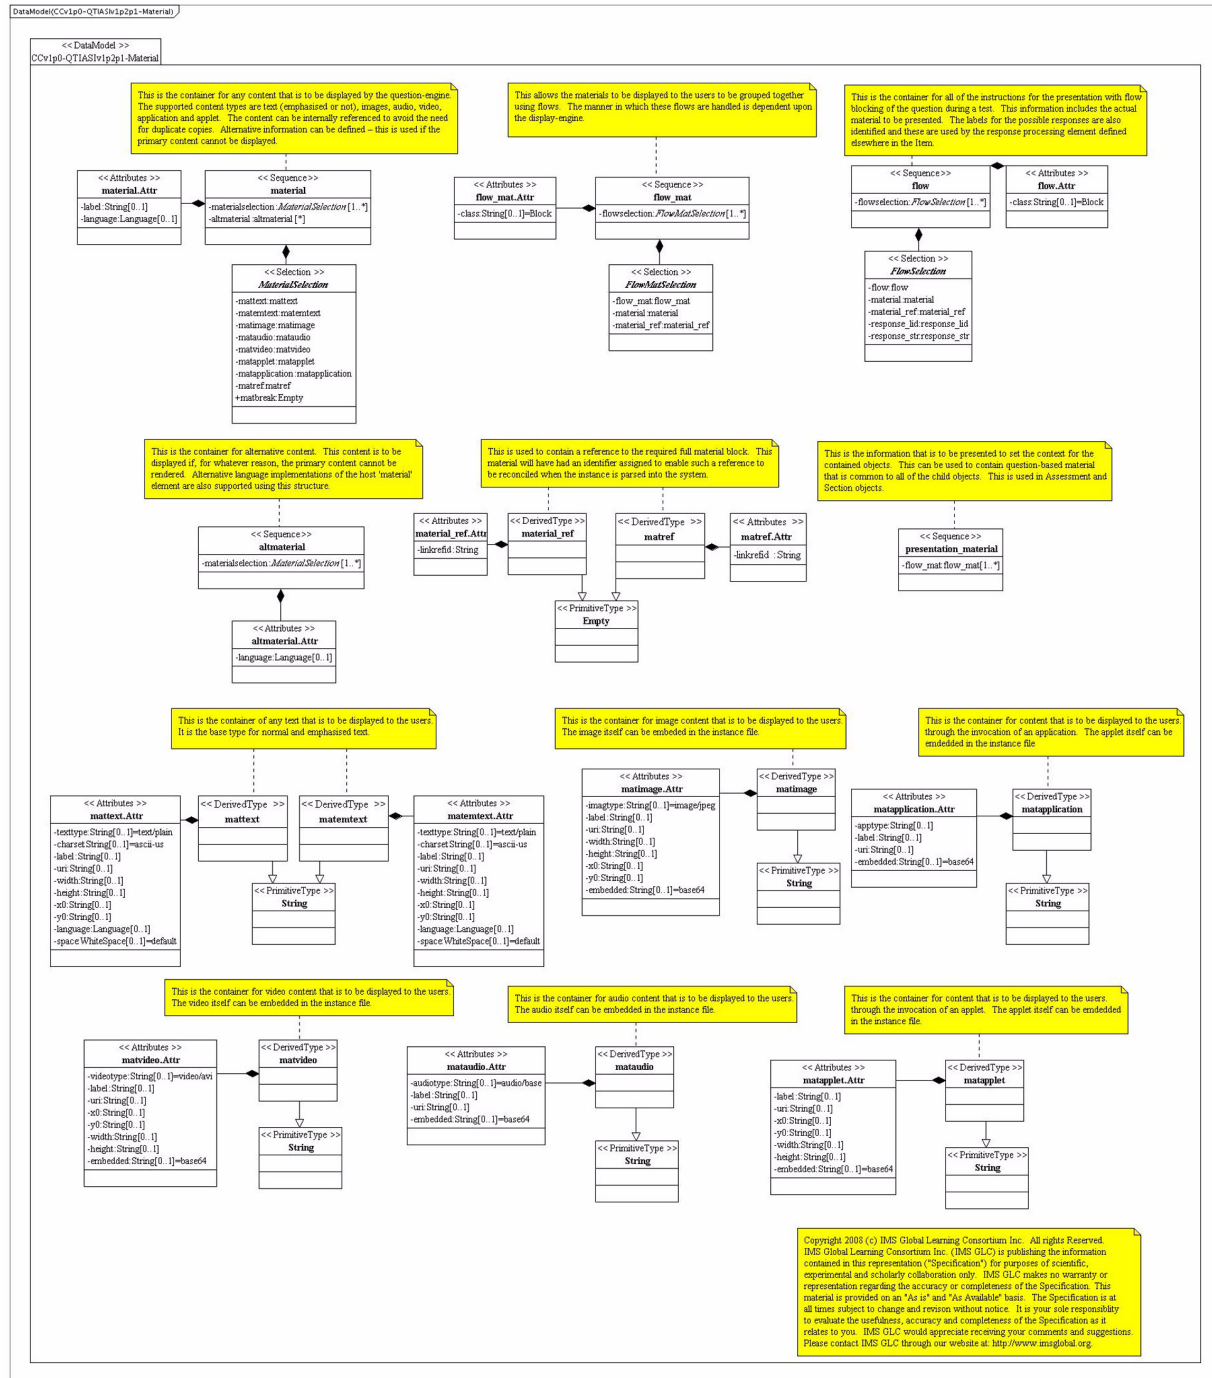 DataModel(CCv1p0-QTIASIv1p2p1-Material)
<< DataModel >>
CCv1p0-QTIASIv1p2p1-Material
This is the container for any content that is to be displayed by the question-engine.
The supported content types are text (emphasised or not), images, audio, video,
application and applet.  The content can be internally referenced to avoid the need
for duplicate copies.  Alternative information can be defined – this is used if the
primary content cannot be displayed.
<< Attributes >>
material.Attr
-label:String[0..1]
-language:Language[0..1]
<< Sequence >>
material
-materialselection:MaterialSelection[1..*]
-altmaterial:altmaterial [*]
<< Selection >>
MaterialSelection
-mattext:mattext
-matemtext:matemtext
-matimage:matimage
-mataudio:mataudio
-matvideo:matvideo
-matapplet:matapplet
-matapplication:matapplication
-matref:matref
+matbreak:Empty
This allows the materials to be displayed to the users to be grouped together
using flows.  The manner in which these flows are handled is dependent upon
the display-engine.
<< Attributes >>
flow_mat.Attr
-class:String[0..1]=Block
<< Sequence >>
flow_mat
-flowselection:FlowMatSelection[1..*]
<< Selection >>
FlowMatSelection
-flow_mat:flow_mat
-material:material
-material_ref:material_ref
This is the container for all of the instructions for the presentation with flow
blocking of the question during a test.  This information includes the actual
material to be presented.  The labels for the possible responses are also
identified and these are used by the response processing element defined
elsewhere in the Item.
<< Sequence >>
flow
-flowselection:FlowSelection [1..*]
<< Attributes >>
flow.Attr
-class:String[0..1]=Block
<< Selection >>
FlowSelection
-flow:flow
-material:material
-material_ref:material_ref
-response_lid:response_lid
-response_str:response_str
This is the container for alternative content.  This content is to be
displayed if, for whatever reason, the primary content cannot be
rendered.  Alternative language implementations of the host 'material'
element are also supported using this structure.
<< Sequence>>
altmaterial
-materialselection:MaterialSelection[1..*]
<< Attributes >>
altmaterial.Attr
-language:Language[0..1]
This is used to contain a reference to the required full material block.  This
material will have had an identifier assigned to enable such a reference to
be reconciled when the instance is parsed into the system.
<< Attributes >>
material_ref.Attr
-linkrefid:String
<< DerivedType >>
material_ref
<< DerivedType  >>
matref
<< Attributes  >>
matref.Attr
-linkrefid  :String
<< PrimitiveType >>
Empty
This is the information that is to be presented to set the context for the
contained objects.  This can be used to contain question-based material
that is common to all of the child objects.  This is used in Assessment and
Section objects.
<< Sequence >>
presentation_material
-flow_mat:flow_mat[1..*]
This is the container of any text that is to be displayed to the users.
It is the base type for normal and emphasised text.
<< Attributes >>
mattext.Attr
-texttype:String[0..1]=text/plain
-charset:String[0..1]=ascii-us
-label:String[0..1]
-uri:String[0..1]
-width:String[0..1]
-height:String[0..1]
-x0:String[0..1]
-y0:String[0..1]
-language:Language[0..1]
-space:WhiteSpace[0..1]=default
<< DerivedType >>
mattext
<< DerivedType >>
matemtext
<< PrimitiveType>>
String
<< Attributes >>
matemtext.Attr
-texttype:String[0..1]=text/plain
-charset:String[0..1]=ascii-us
-label:String[0..1]
-uri:String[0..1]
-width:String[0..1]
-height:String[0..1]
-x0:String[0..1]
-y0:String[0..1]
-language:Language[0..1]
-space:WhiteSpace[0..1]=default
This is the container for image content that is to be displayed to the users.
The image itself can be embeded in the instance file.
<< Attributes >>
matimage.Attr
-imagtype:String[0..1]=image/jpeg
-label:String[0..1]
-uri:String[0..1]
-width:String[0..1]
-height:String[0..1]
-x0:String[0..1]
-y0:String[0..1]
-embedded:String[0..1]=base64
<< DerivedType >>
matimage
<< PrimitiveType >>
String
This is the container for content that is to be displayed to the users.
through the invocation of an application.  The applet itself can be
emdedded in the instance file
<< Attributes >>
matapplication.Attr
-apptype:String[0..1]
-label:String[0..1]
-uri:String[0..1]
-embedded:String[0..1]=base64
<< DerivedType >>
matapplication
<< PrimitiveType >>
String
This is the container for video content that is to be displayed to the users.
The video itself can be embedded in the instance file.
<< Attributes >>
matvideo.Attr
-videotype:String[0..1]=video/avi
-label:String[0..1]
-uri:String[0..1]
-x0:String[0..1]
-y0:String[0..1]
-width:String[0..1]
-height:String[0..1]
-embedded:String[0..1]=base64
<< DerivedType >>
matvideo
<< PrimitiveType >>
String
This is the container for audio content that is to be displayed to the users.
The audio itself can be embedded in the instance file.
<< Attributes >>
mataudio.Attr
-audiotype:String[0..1]=audio/base
-label:String[0..1]
-uri:String[0..1]
-embedded:String[0..1]=base64
<< DerivedType >>
mataudio
<< PrimitiveType >>
String
This is the container for content that is to be displayed to the users.
through the invocation of an applet.  The applet itself can be emdedded
in the instance file.
<< Attributes >>
matapplet.Attr
-label:String[0..1]
-uri:String[0..1]
-x0:String[0..1]
-y0:String[0..1]
-width:String[0..1]
-height:String[0..1]
-embedded:String[0..1]=base64
<< DerivedType >>
matapplet
<< PrimitiveType >>
String
Copyright 2008 (c) IMS Global Learning Consortium Inc.  All rights Reserved.
IMS Global Learning Consortium Inc. (IMS GLC) is publishing the information
contained in this representation ("Specification") for purposes of scientific,
experimental and scholarly collaboration only.  IMS GLC makes no warranty or
representation regarding the accuracy or completeness of the Specification. This
material is provided on an "As is" and "As Available" basis.  The Specification is at
all times subject to change and revison without notice.  It is your sole responsiblity
to evaluate the usefulness, accuracy and completeness of the Specification as it
relates to you.  IMS GLC would appreciate receiving your comments and suggestions.
Please contact IMS GLC through our website at: http://www.imsglobal.org.